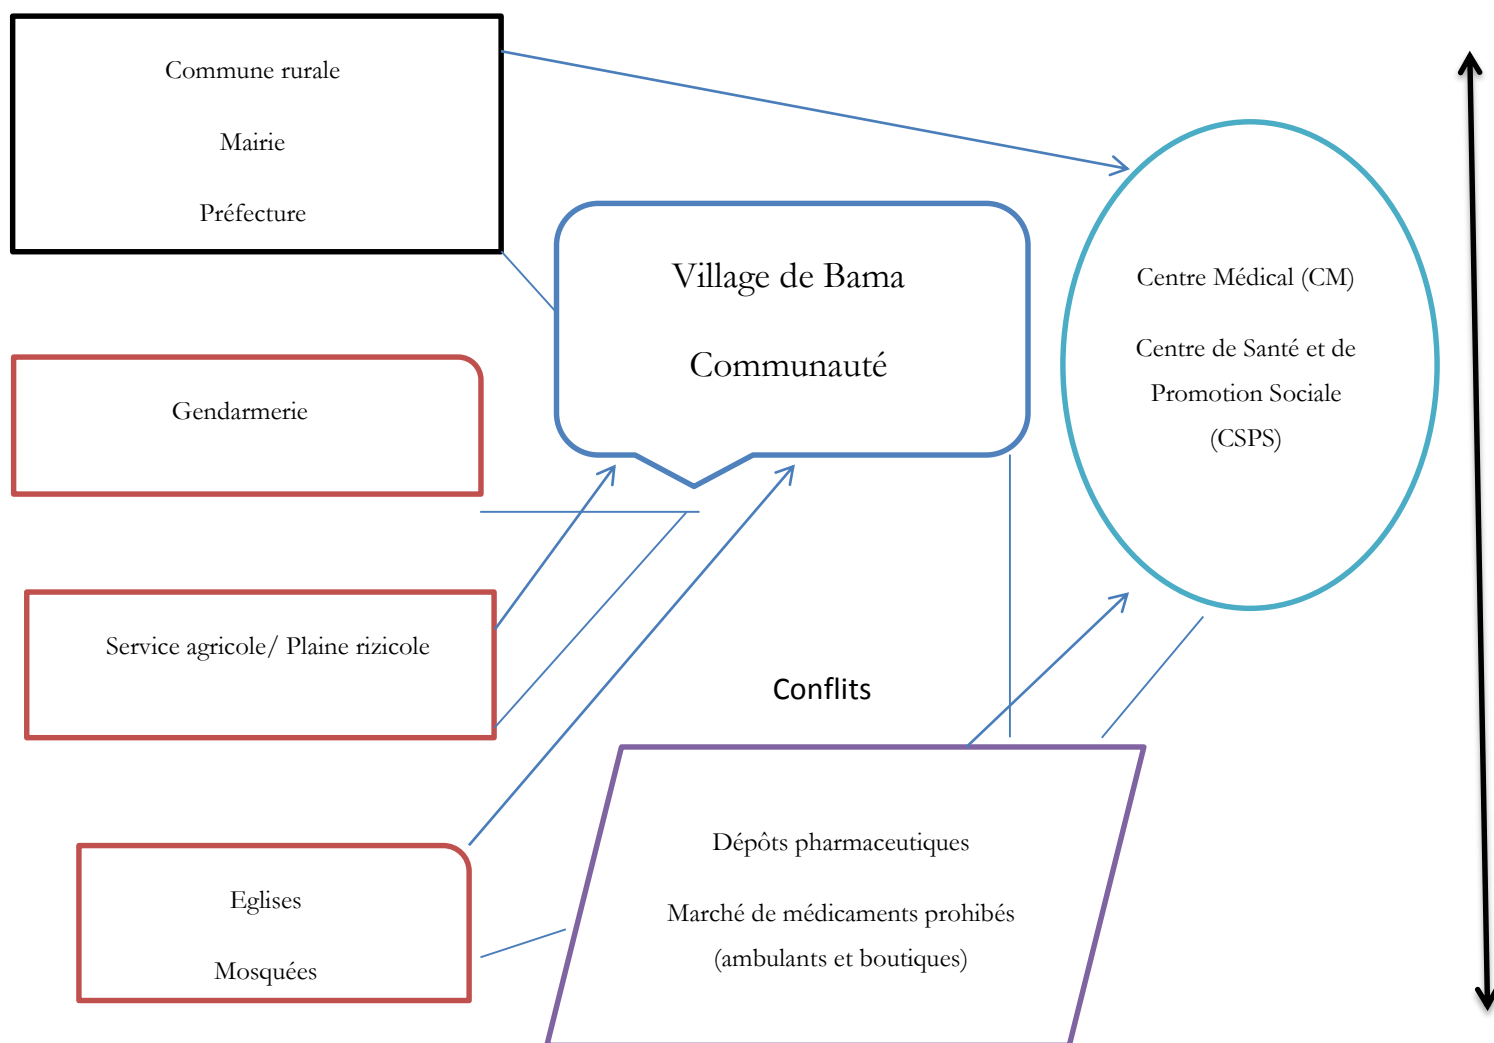 Commune rurale
Mairie
Préfecture
Village de Bama
Communauté
Centre Médical (CM)
Centre de Santé et de
Promotion Sociale
(CSPS)
Gendarmerie
Service agricole/ Plaine rizicole
Conflits
Dépôts pharmaceutiques
Marché de médicaments prohibés
(ambulants et boutiques)
Eglises
Mosquées